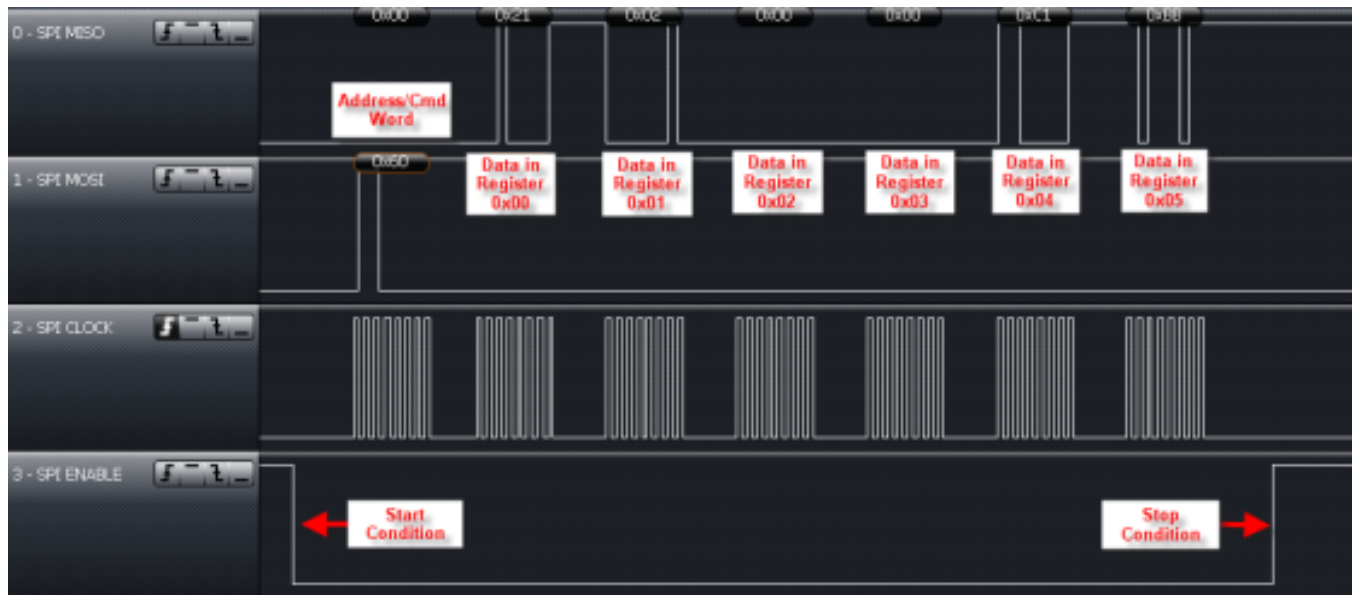 0 - SPI MISO
0X00
0X21
0X02
0X00
0X00
0XC1
0XBB
Address/Cmd
Word
1 - SPI MOSI
0X60
Data in
Register
0x00
Data in
Register
0x01
Data in
Register
0x02
Data in
Register
0x03
Data in
Register
0x04
Data in
Register
0x05
2 - SPI CLOCK
3 - SPI ENABLE
Start
Condition
Stop
Condition